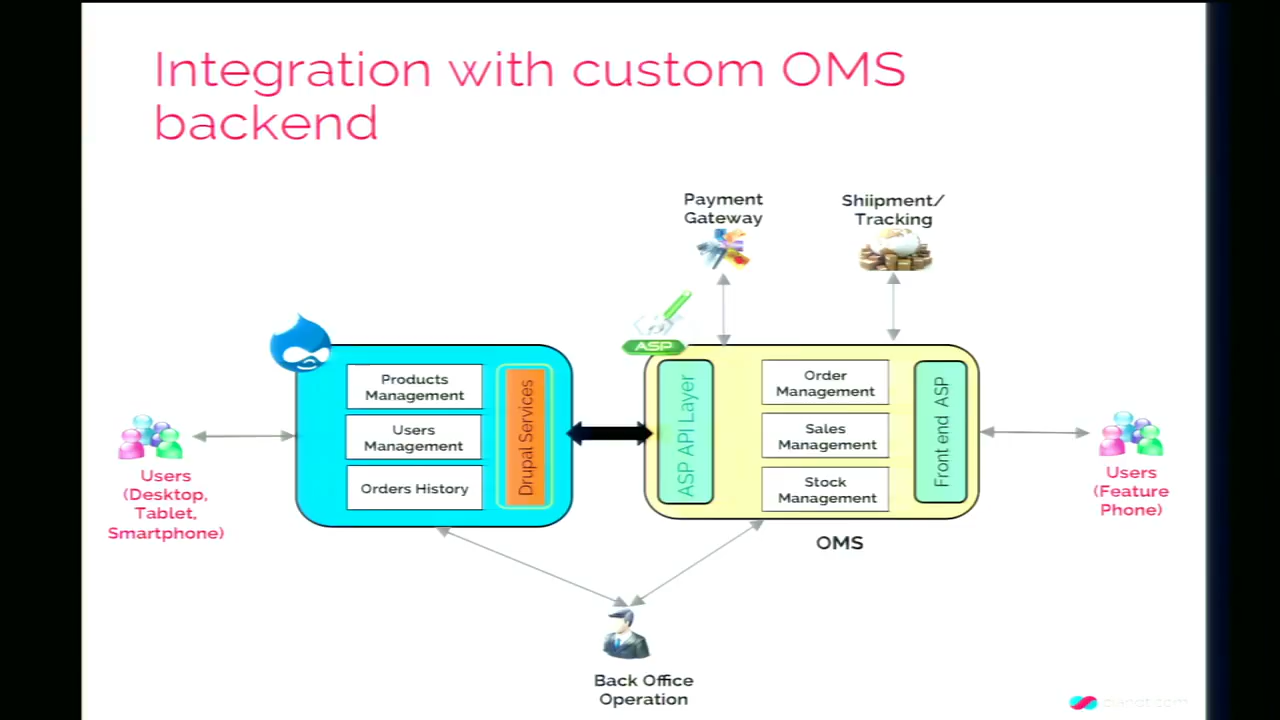 Integration with custom OMS
backend
Payment
Gateway
Shiipment/
Tracking
ASP
Products
Management
Users
Management
Orders History
Drupal Services
ASP API Layer
Order
Management
Sales
Management
Stock
Management
Front end ASP
Users
(Desktop,
Tablet,
Smartphone)
Users
(Feature
Phone)
OMS
Back Office
Operation